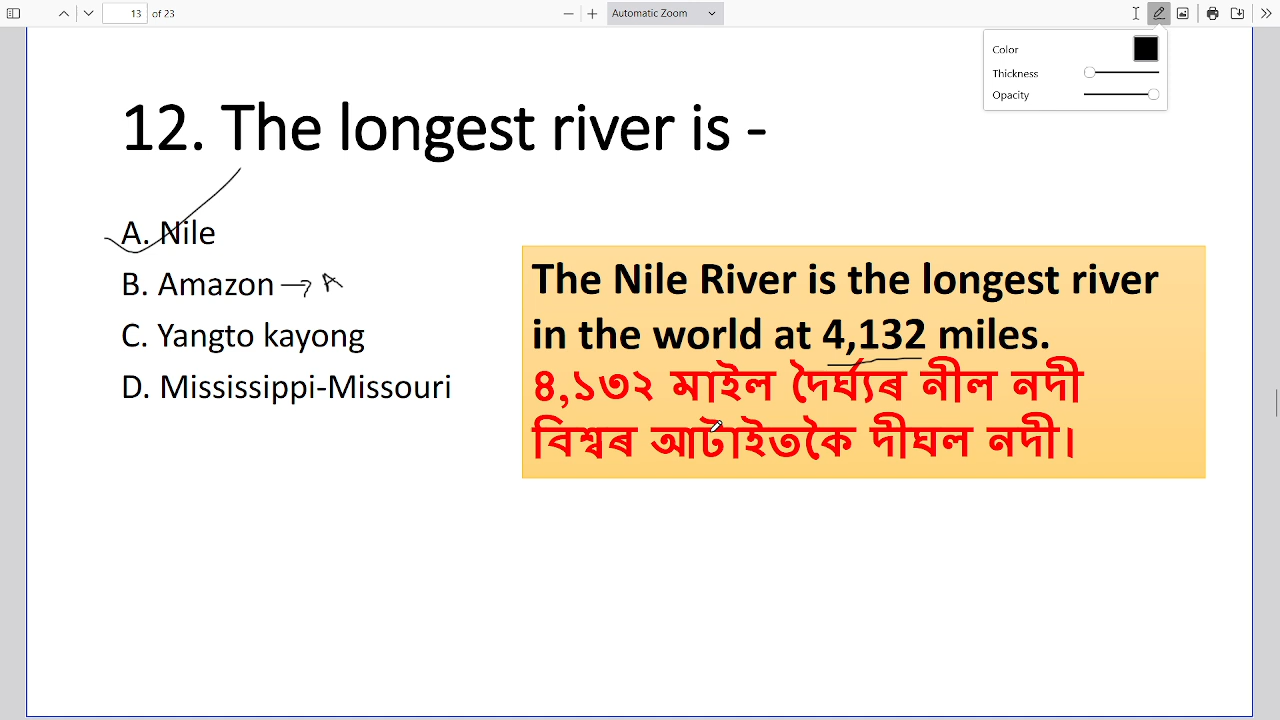 13 of 23
Automatic Zoom
Color
Thickness
Opacity
12. The longest river is -
A. Nile
B. Amazon → A
C. Yangto kayong
D. Mississippi-Missouri
The Nile River is the longest river
in the world at 4,132 miles.
৪,১৩২ মাইল দৈৰ্ঘ্যৰ নীল নদী
বিশ্বৰ আটাইতকৈ দীঘল নদী।